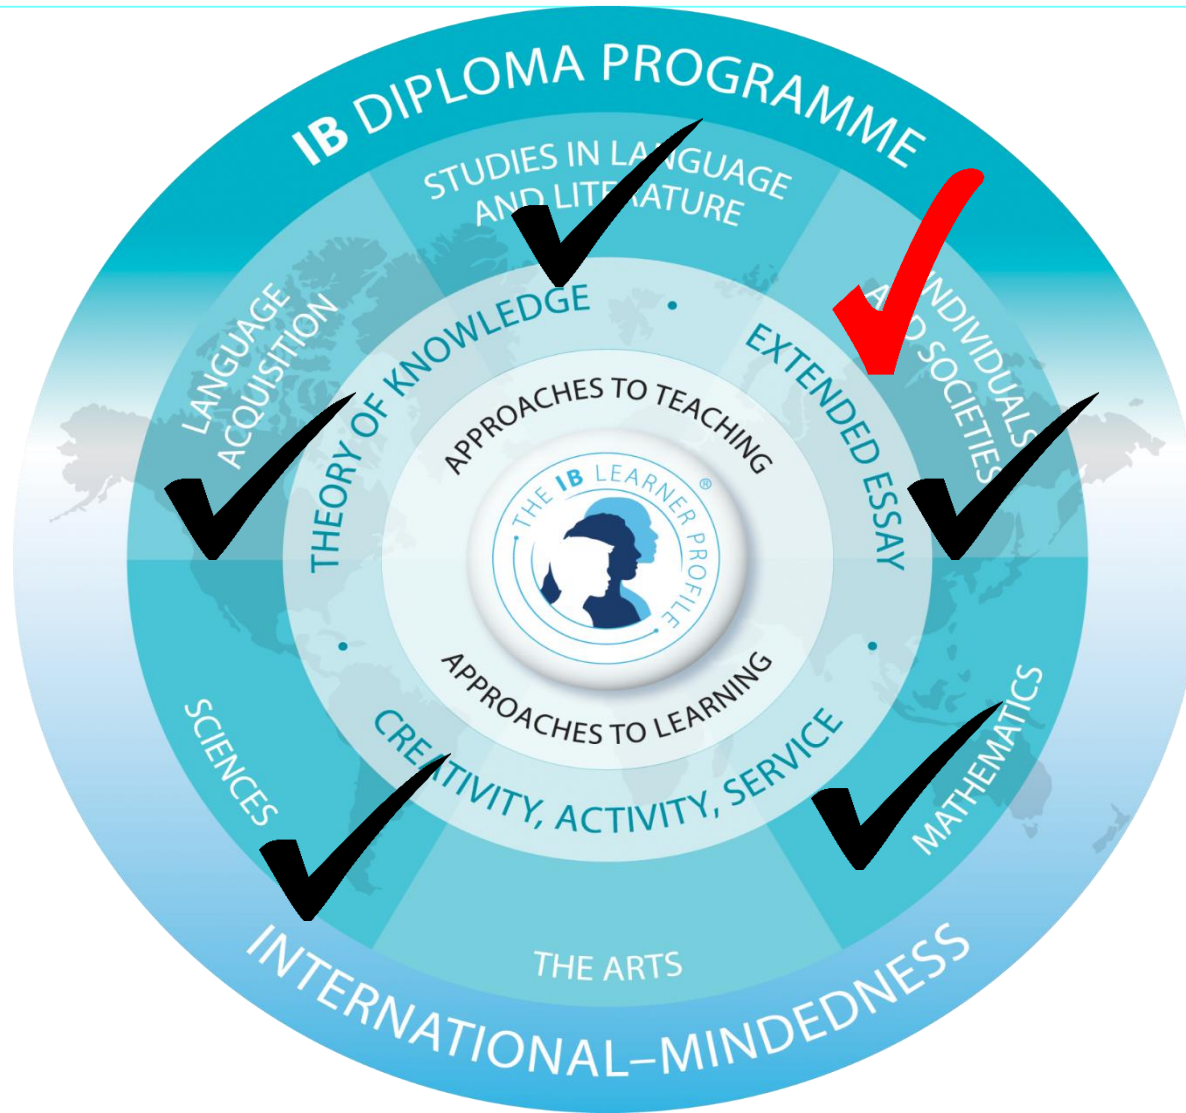 IB DIPLOMA PROGRAMME
STUDIES IN LANGUAGE
AND LITERATURE
LANGUAGE
ACQUISITION
INDIVIDUALS
AND SOCIETIES
THEORY OF KNOWLEDGE
•
EXTENDED ESSAY
•
APPROACHES TO TEACHING
THE IB LEARNER PROFILE ®
APPROACHES TO LEARNING
•
CREATIVITY, ACTIVITY, SERVICE
SCIENCES
MATHEMATICS
THE ARTS
INTERNATIONAL–MINDEDNESS